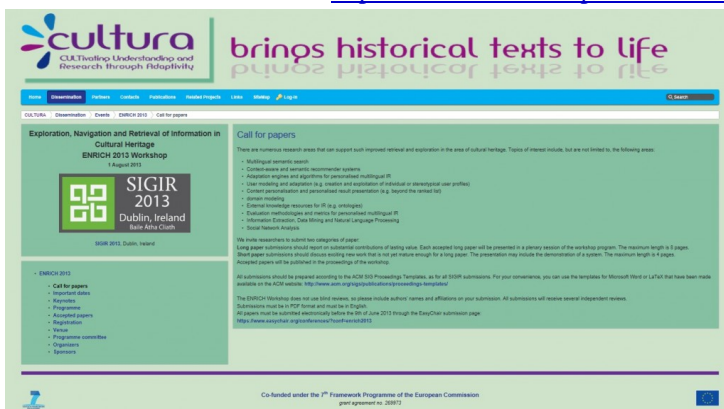 cultura
CULTivating Understanding and
Research through Adaptivity
brings historical texts to life
Home Dissemination Partners Contacts Publications Related Projects Links SiteMap Log in Search
CULTURA Dissemination Events ENRICH 2013 Call for papers
Exploration, Navigation and Retrieval of Information in
Cultural Heritage
ENRICH 2013 Workshop
1 August 2013
SIGIR
2013
Dublin, Ireland
Baile Átha Cliath
SIGIR 2013, Dublin, Ireland
ENRICH 2013
Call for papers
Important dates
Keynotes
Programme
Accepted papers
Registration
Venue
Programme committee
Organizers
Sponsors
Call for papers
There are numerous research areas that can support such improved retrieval and exploration in the area of cultural heritage. Topics of interest include, but are not limited to, the following areas:
Multilingual semantic search
Context-aware and semantic recommender systems
Adaptation engines and algorithms for personalised multilingual IR
User modeling and adaptation (e.g. creation and exploitation of individual or stereotypical user profiles)
Content personalisation and personalised result presentation (e.g. beyond the ranked list)
domain modeling
External knowledge resources for IR (e.g. ontologies)
Evaluation methodologies and metrics for personalised multilingual IR
Information Extraction, Data Mining and Natural Language Processing
Social Network Analysis
We invite researchers to submit two categories of paper:
Long paper submissions should report on substantial contributions of lasting value. Each accepted long paper will be presented in a plenary session of the workshop program. The maximum length is 8 pages.
Short paper submissions should discuss exciting new work that is not yet mature enough for a long paper. The presentation may include the demonstration of a system. The maximum length is 4 pages.
Accepted papers will be published in the proceedings of the workshop.
All submissions should be prepared according to the ACM SIG Proceedings Templates, as for all SIGIR submissions. For your convenience, you can use the templates for Microsoft Word or LaTeX that have been made
available on the ACM website: http://www.acm.org/sigs/publications/proceedings-templates/
The ENRICH Workshop does not use blind reviews, so please include authors' names and affiliations on your submission. All submissions will receive several independent reviews.
Submissions must be in PDF format and must be in English.
All papers must be submitted electronically before the 9th of June 2013 through the EasyChair submission page:
https://www.easychair.org/conferences/?conf=enrich2013
Co-funded under the 7th Framework Programme of the European Commission
grant agreement no. 269973